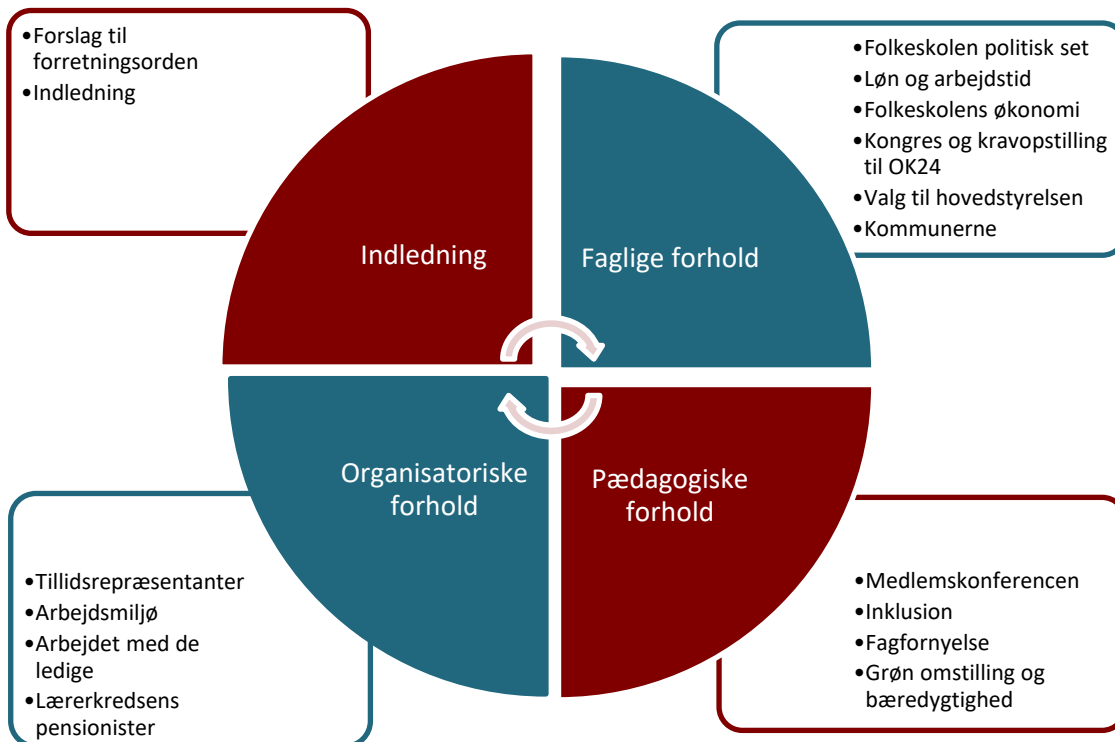 •Forslag til
forretningsorden
•Indledning
•Folkeskolen politisk set
•Løn og arbejdstid
•Folkeskolens økonomi
•Kongres og kravopstilling
til OK24
•Valg til hovedstyrelsen
•Kommunerne
Indledning
Faglige forhold
Organisatoriske
forhold
Pædagogiske
forhold
•Tillidsrepræsentanter
•Arbejdsmiljø
•Arbejdet med de
ledige
•Lærerkredsens
pensionister
•Medlemskonferencen
•Inklusion
•Fagfornyelse
•Grøn omstilling og
bæredygtighed